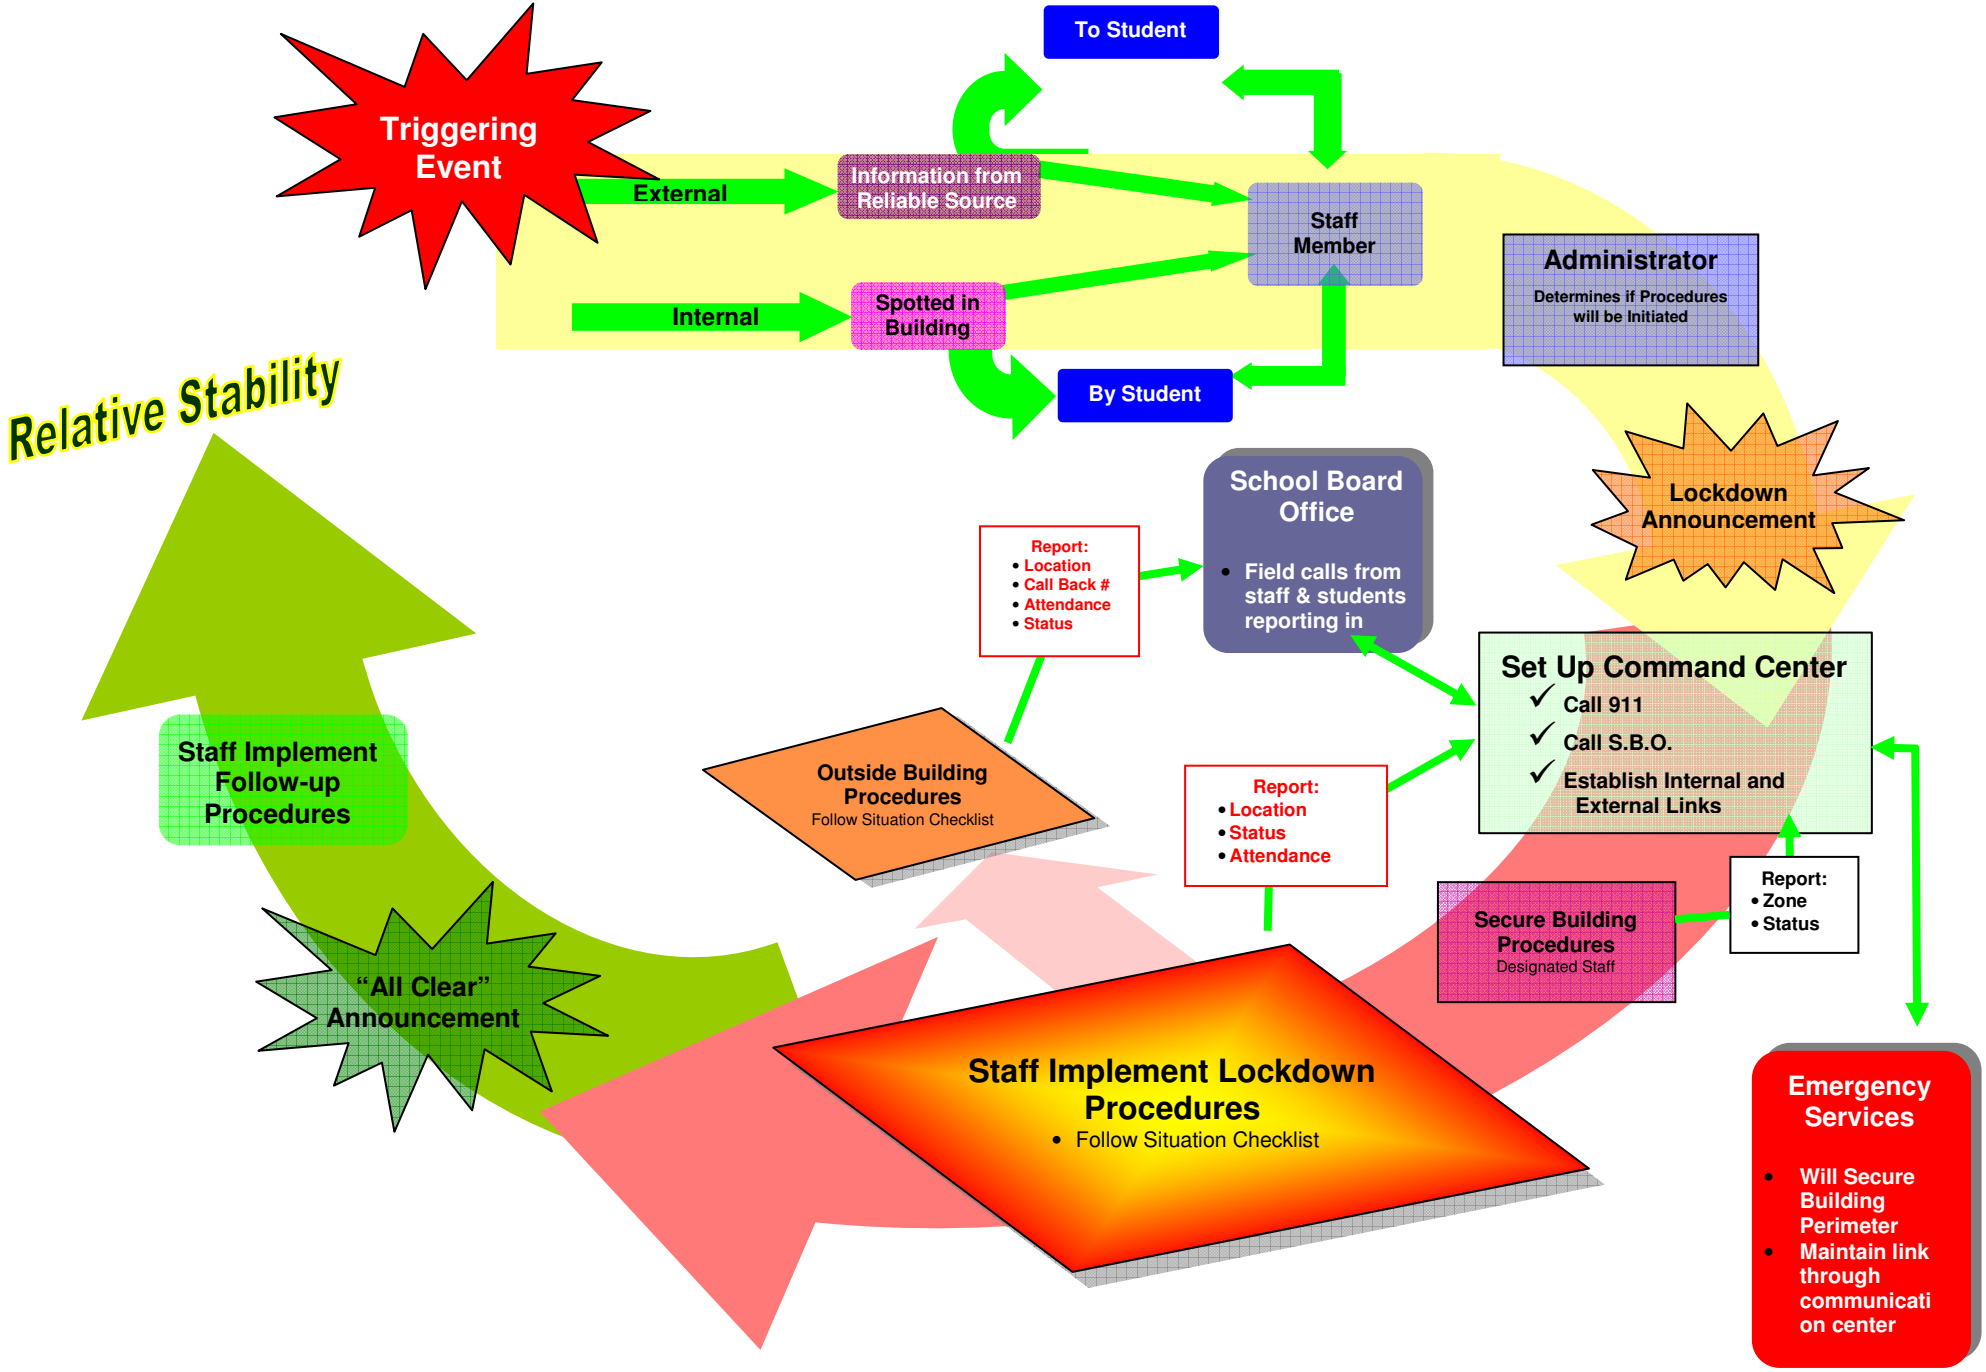 To Student
Triggering
Event
External
Information from
Reliable Source
Staff
Member
Administrator
Determines if Procedures
will be Initiated
Internal
Spotted in
Building
By Student
Relative Stability
Lockdown
Announcement
School Board
Office
• Field calls from
staff & students
reporting in
Report:
• Location
• Call Back #
• Attendance
• Status
Set Up Command Center
✓ Call 911
✓ Call S.B.O.
✓ Establish Internal and
External Links
Staff Implement
Follow-up
Procedures
Outside Building
Procedures
Follow Situation Checklist
Report:
• Location
• Status
• Attendance
Secure Building
Procedures
Designated Staff
Report:
• Zone
• Status
“All Clear”
Announcement
Staff Implement Lockdown
Procedures
• Follow Situation Checklist
Emergency
Services
• Will Secure
Building
Perimeter
• Maintain link
through
communicati
on center